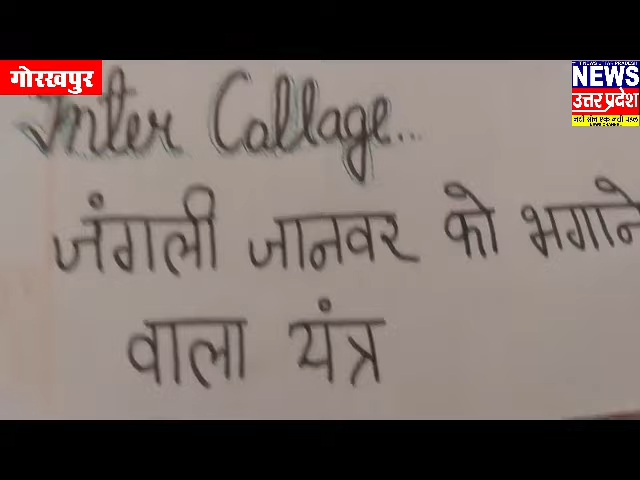 गोरखपुर
NEWS
उत्तर प्रदेश
Inter Callage...
जंगली जानवर को भगाने
वाला यंत्र